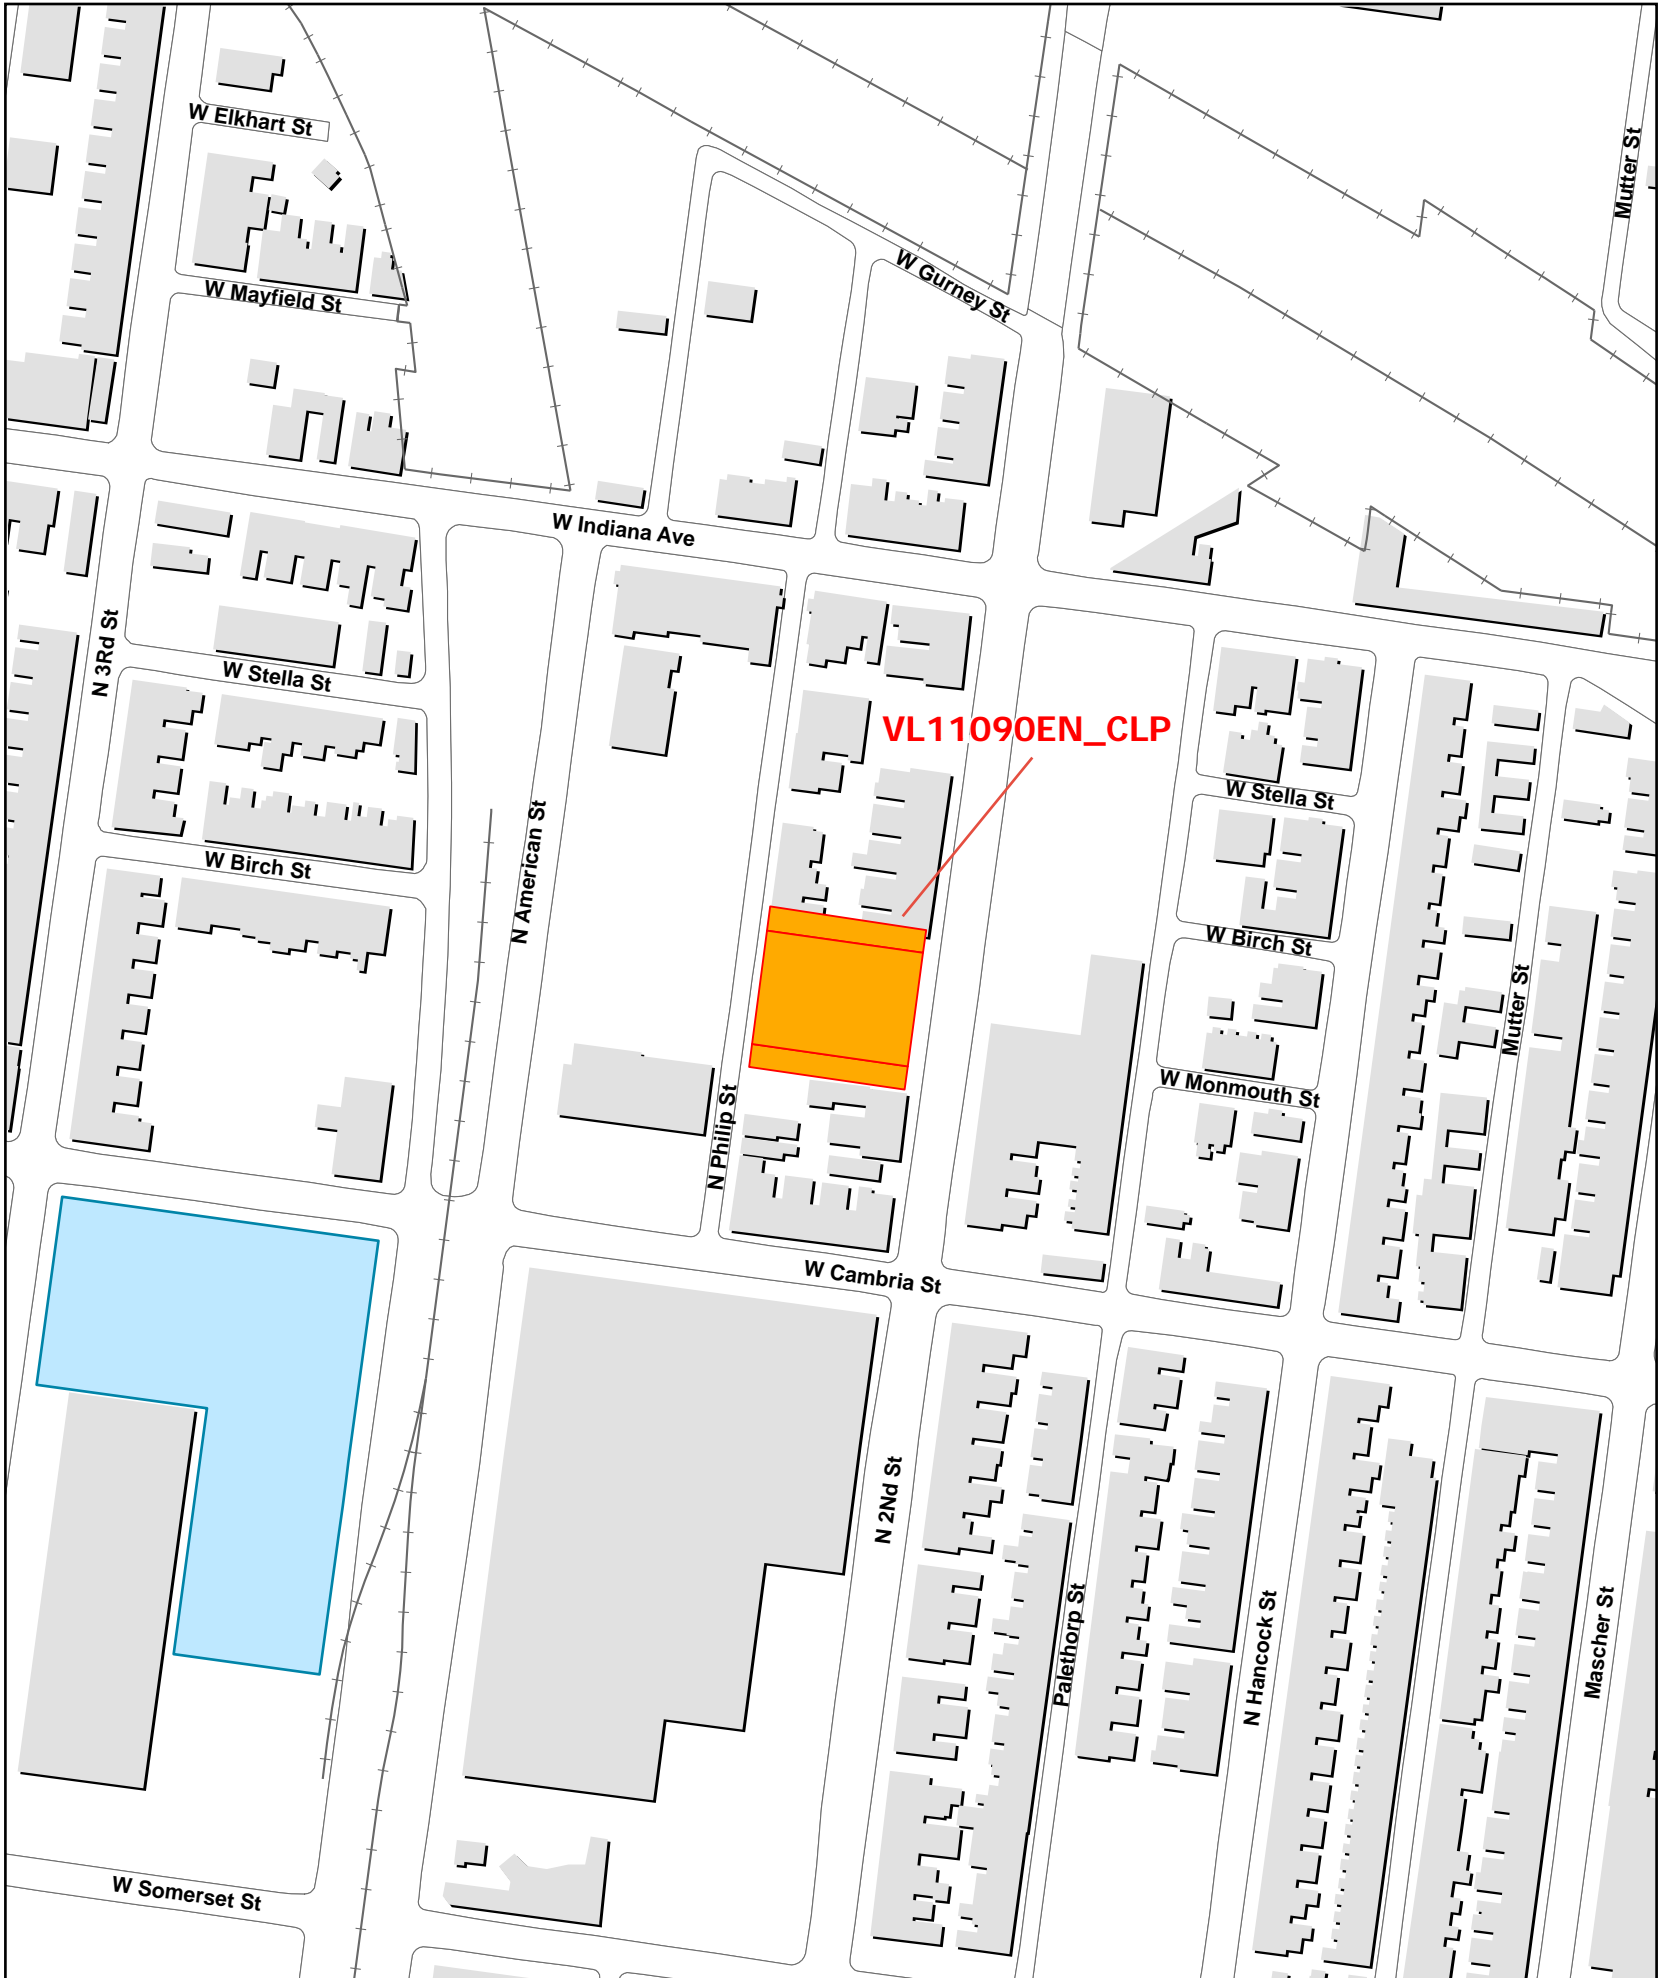 W Elkhart St
Mutter St
W Mayfield St
W Gurney St
W Indiana Ave
N 3Rd St
W Stella St
VL11090EN_CLP
W Stella St
N American St
W Birch St
W Birch St
Mutter St
W Monmouth St
N Philip St
W Cambria St
N 2Nd St
Palethorp St
N Hancock St
Mascher St
W Somerset St